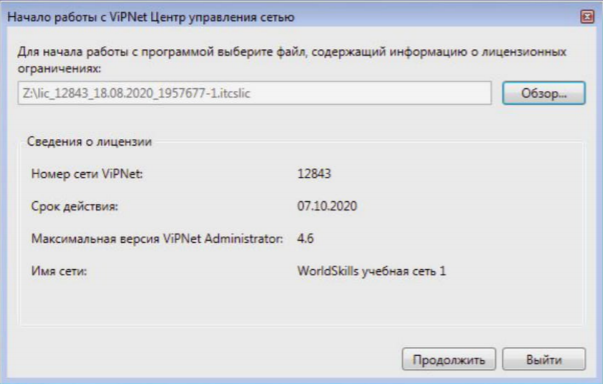 Начало работы с ViPNet Центр управления сетью
Для начала работы с программой выберите файл, содержащий информацию о лицензионных
ограничениях:
Z:\lic_12843_18.08.2020_1957677-1.itcslic
Обзор...
Сведения о лицензии
Номер сети ViPNet: 12843
Срок действия: 07.10.2020
Максимальная версия ViPNet Administrator: 4.6
Имя сети: WorldSkills учебная сеть 1
Продолжить Выйти